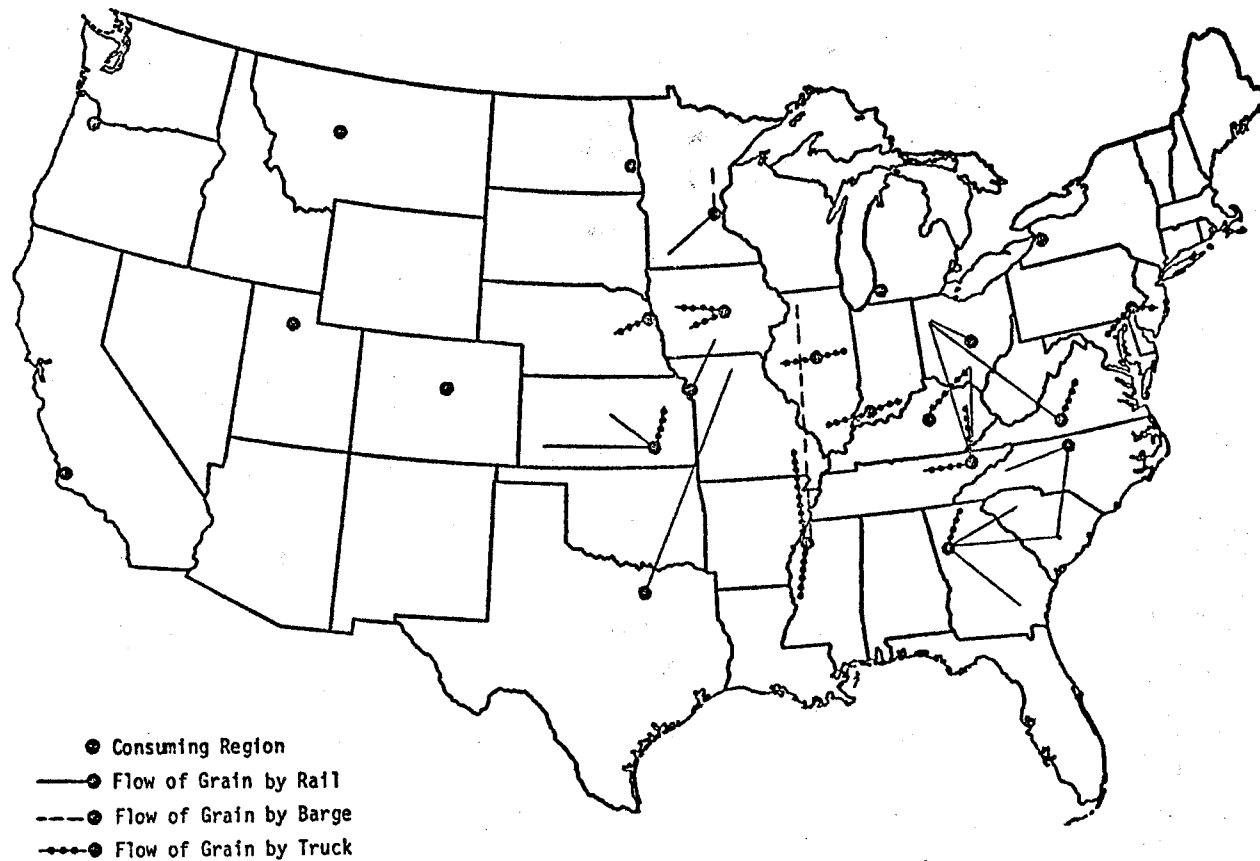 Consuming Region
Flow of Grain by Rail
Flow of Grain by Barge
Flow of Grain by Truck